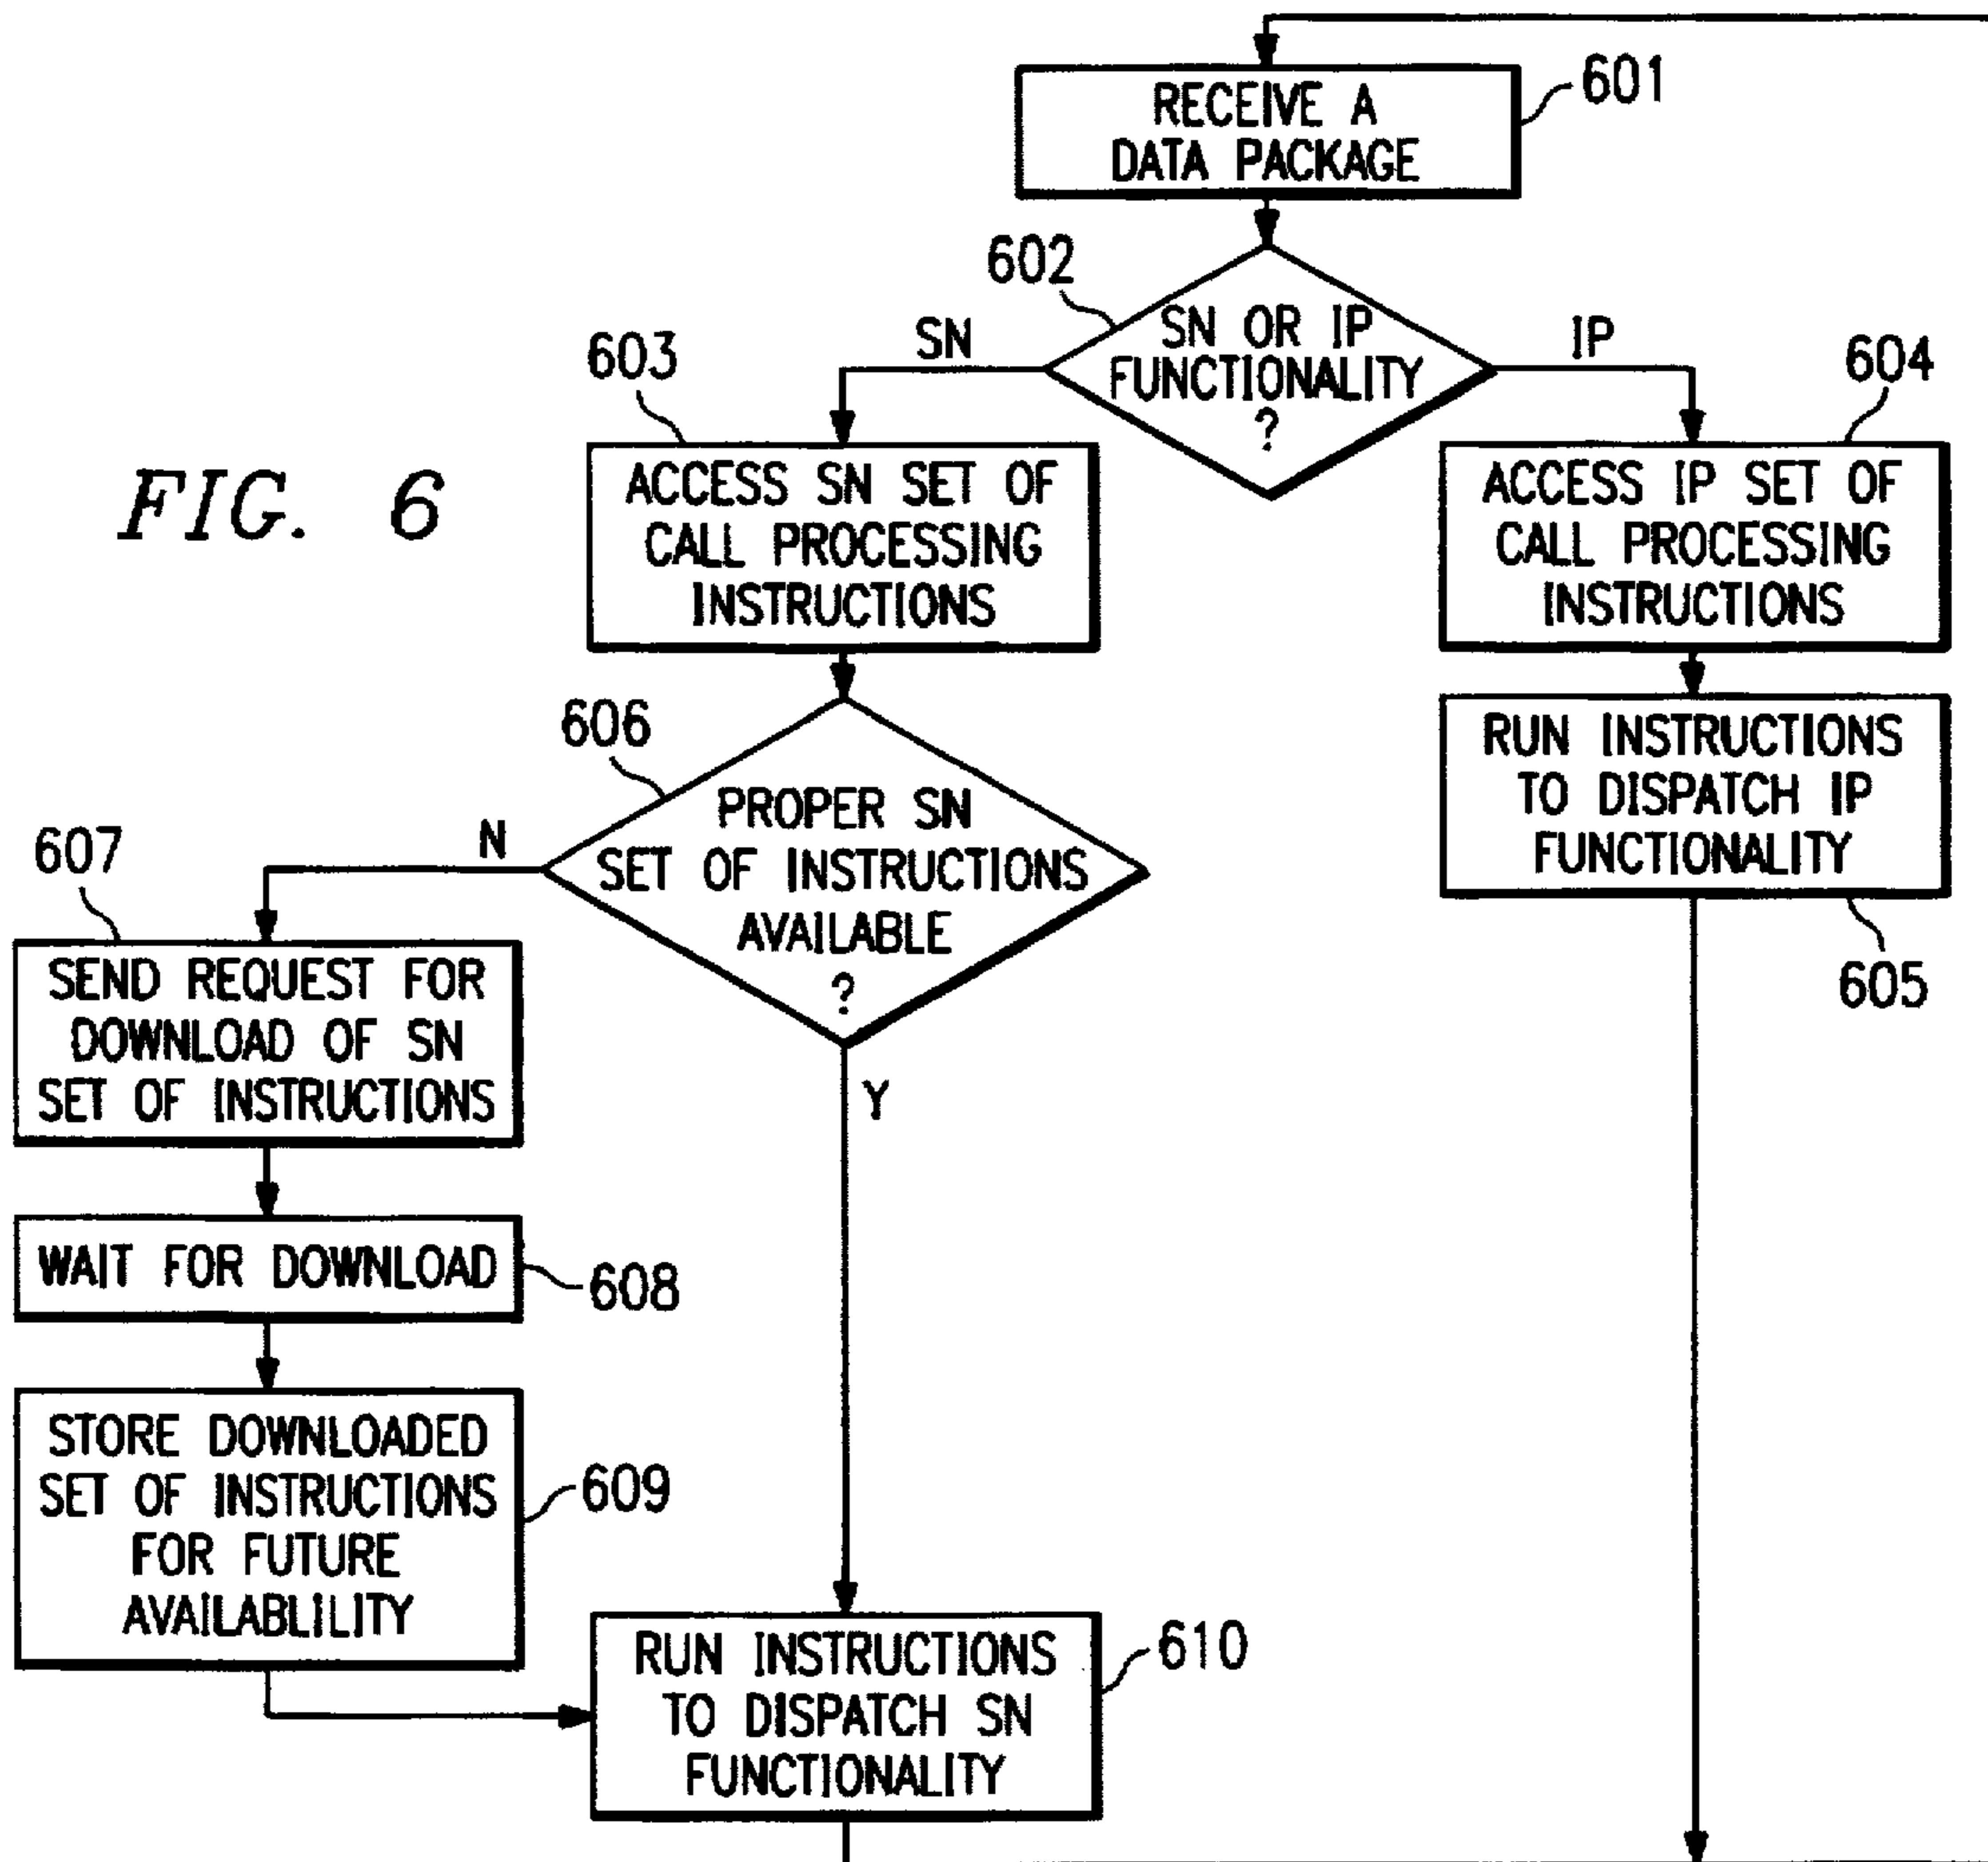 RECEIVE A
DATA PACKAGE
601
602
SN OR IP
FUNCTIONALITY
?
SN
IP
603
604
FIG. 6
ACCESS SN SET OF
CALL PROCESSING
INSTRUCTIONS
ACCESS IP SET OF
CALL PROCESSING
INSTRUCTIONS
606
PROPER SN
SET OF INSTRUCTIONS
AVAILABLE
?
RUN INSTRUCTIONS
TO DISPATCH IP
FUNCTIONALITY
605
N
Y
607
SEND REQUEST FOR
DOWNLOAD OF SN
SET OF INSTRUCTIONS
WAIT FOR DOWNLOAD
608
STORE DOWNLOADED
SET OF INSTRUCTIONS
FOR FUTURE
AVAILABLILITY
609
RUN INSTRUCTIONS
TO DISPATCH SN
FUNCTIONALITY
610